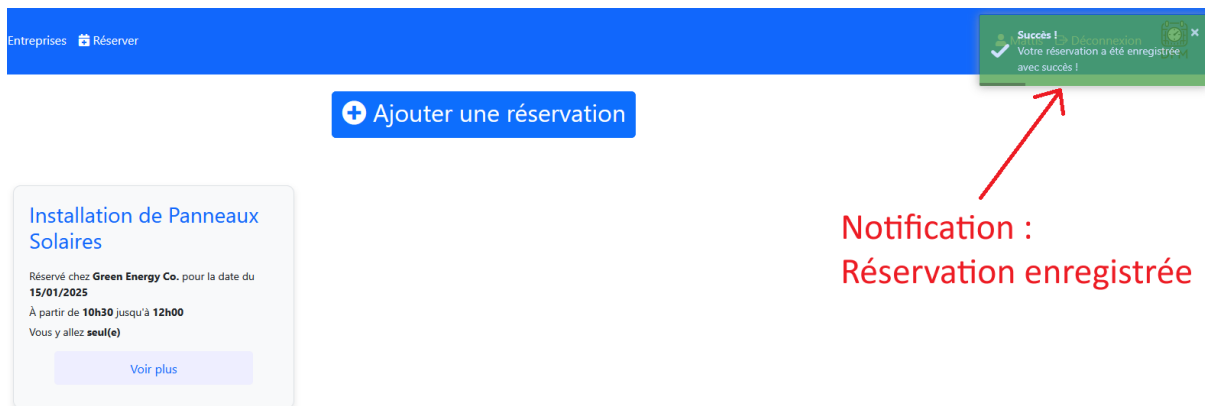 Entreprises Réserver
Matus Déconnexion
Succès !
Votre réservation a été enregistrée
avec succès !
Ajouter une réservation
Installation de Panneaux
Solaires
Réservé chez Green Energy Co. pour la date du
15/01/2025
À partir de 10h30 jusqu'à 12h00
Vous y allez seul(e)
Voir plus
Notification :
Réservation enregistrée